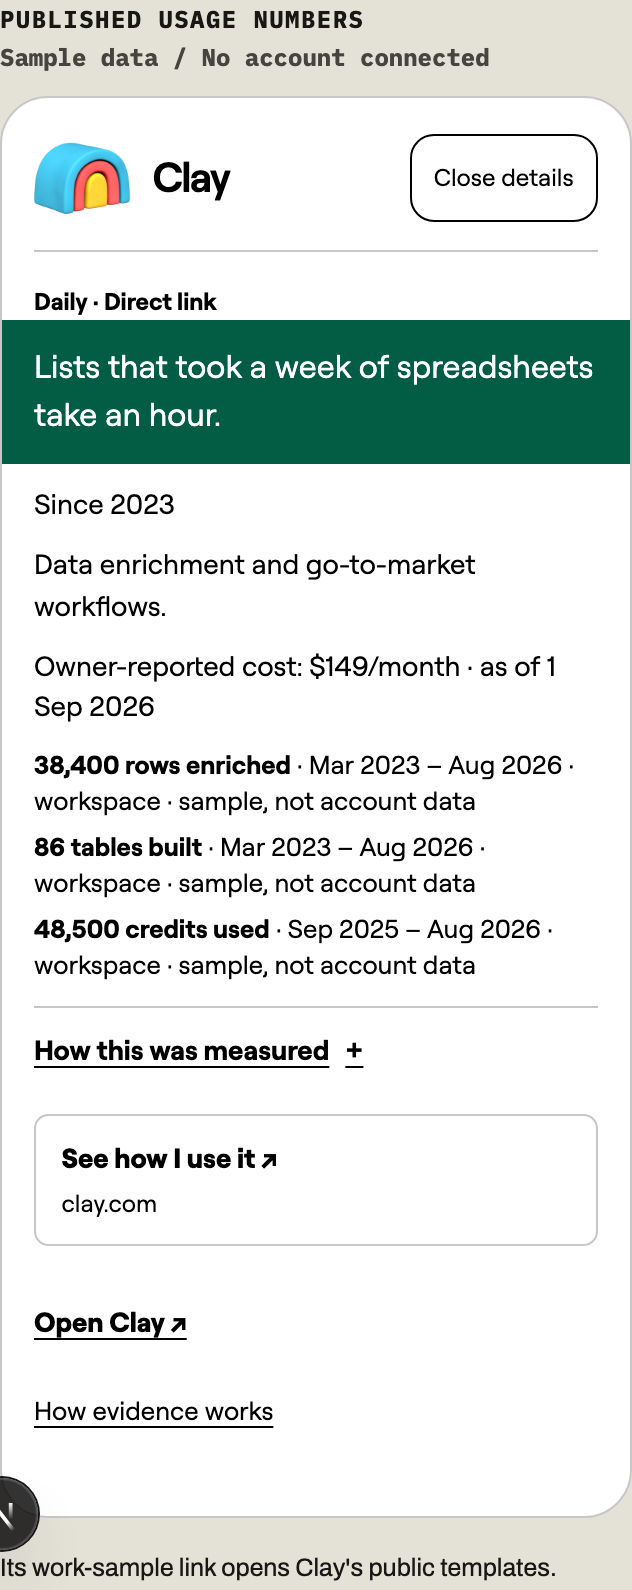 PUBLISHED USAGE NUMBERS
Sample data / No account connected
Clay
Close details
Daily · Direct link
Lists that took a week of spreadsheets
take an hour.
Since 2023
Data enrichment and go-to-market
workflows.
Owner-reported cost: $149/month · as of 1
Sep 2026
38,400 rows enriched · Mar 2023 – Aug 2026 ·
workspace · sample, not account data
86 tables built · Mar 2023 – Aug 2026 ·
workspace · sample, not account data
48,500 credits used · Sep 2025 – Aug 2026 ·
workspace · sample, not account data
How this was measured +
See how I use it ↗
clay.com
Open Clay ↗
How evidence works
N
Its work-sample link opens Clay's public templates.